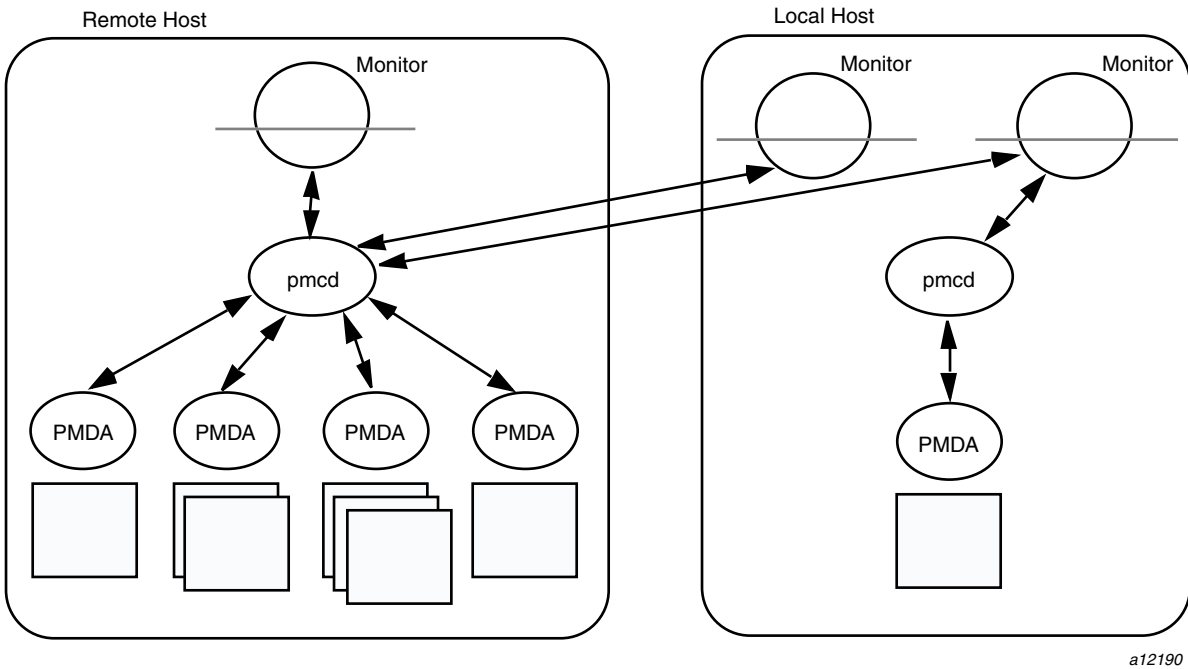 Remote Host
Local Host
Monitor
Monitor
Monitor
pmcd
pmcd
PMDA
PMDA
PMDA
PMDA
PMDA
a12190